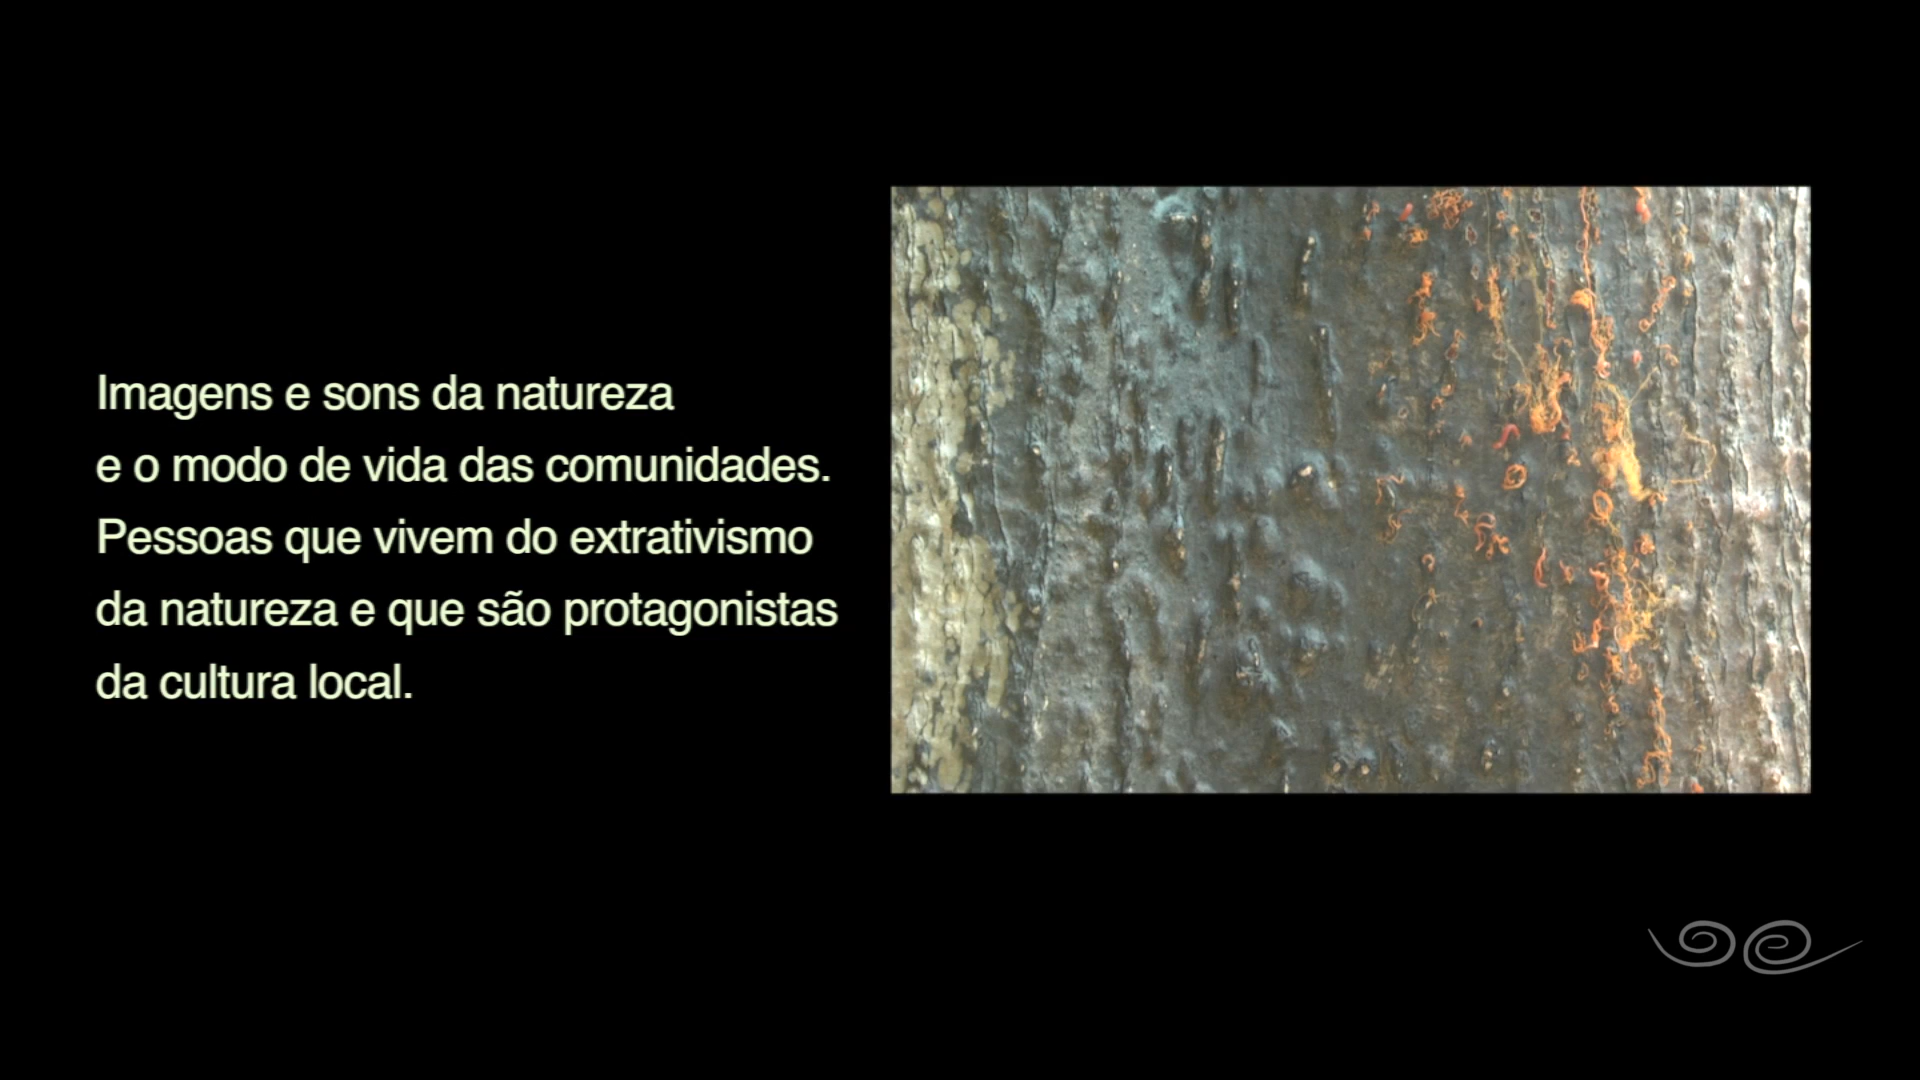 Imagens e sons da natureza
e o modo de vida das comunidades.
Pessoas que vivem do extrativismo
da natureza e que são protagonistas
da cultura local.